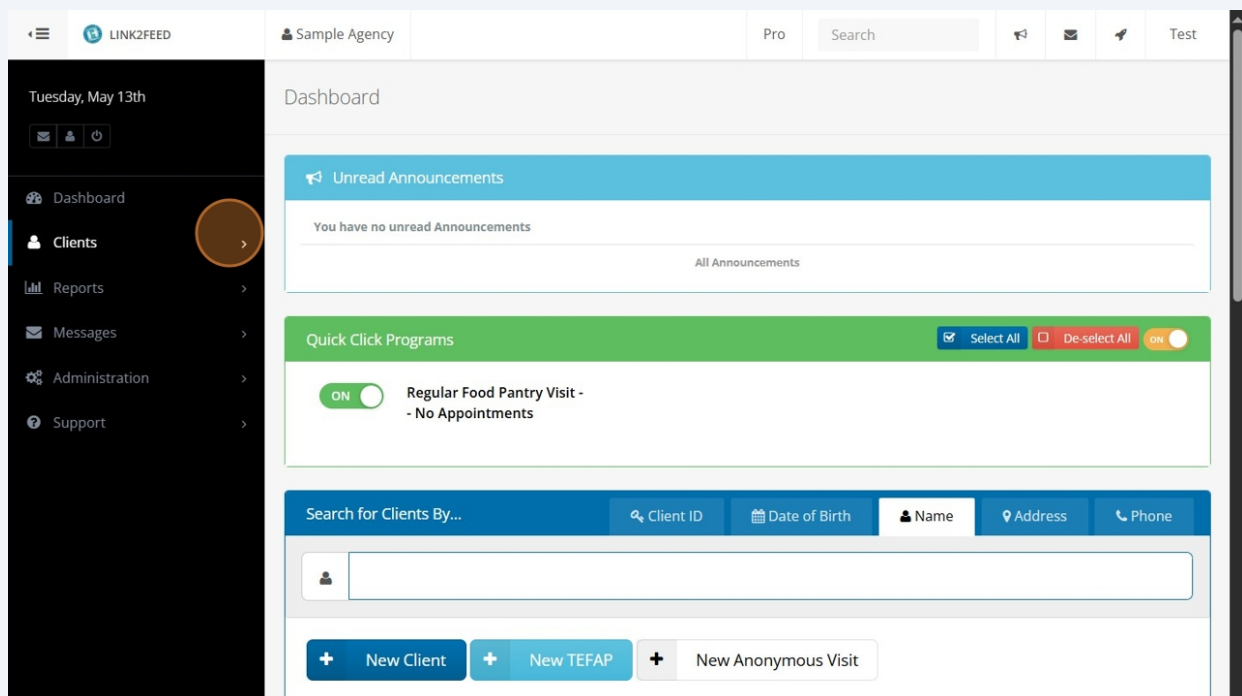 LINK2FEED
Sample Agency
Pro
Search
Test
Tuesday, May 13th
Dashboard
Clients
Reports
Messages
Administration
Support
Dashboard
Unread Announcements
You have no unread Announcements
All Announcements
Quick Click Programs
Select All
De-select All
ON
ON
Regular Food Pantry Visit -
- No Appointments
Search for Clients By...
Client ID
Date of Birth
Name
Address
Phone
New Client
New TEFAP
New Anonymous Visit